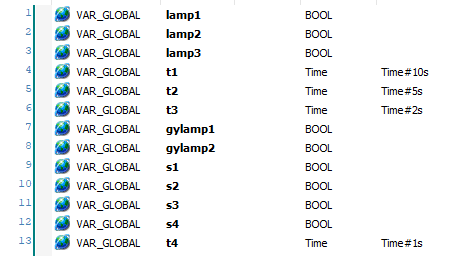 1 VAR_GLOBAL lamp1 BOOL
2 VAR_GLOBAL lamp2 BOOL
3 VAR_GLOBAL lamp3 BOOL
4 VAR_GLOBAL t1 Time Time#10s
5 VAR_GLOBAL t2 Time Time#5s
6 VAR_GLOBAL t3 Time Time#2s
7 VAR_GLOBAL gylamp1 BOOL
8 VAR_GLOBAL gylamp2 BOOL
9 VAR_GLOBAL s1 BOOL
10 VAR_GLOBAL s2 BOOL
11 VAR_GLOBAL s3 BOOL
12 VAR_GLOBAL s4 BOOL
13 VAR_GLOBAL t4 Time Time#1s